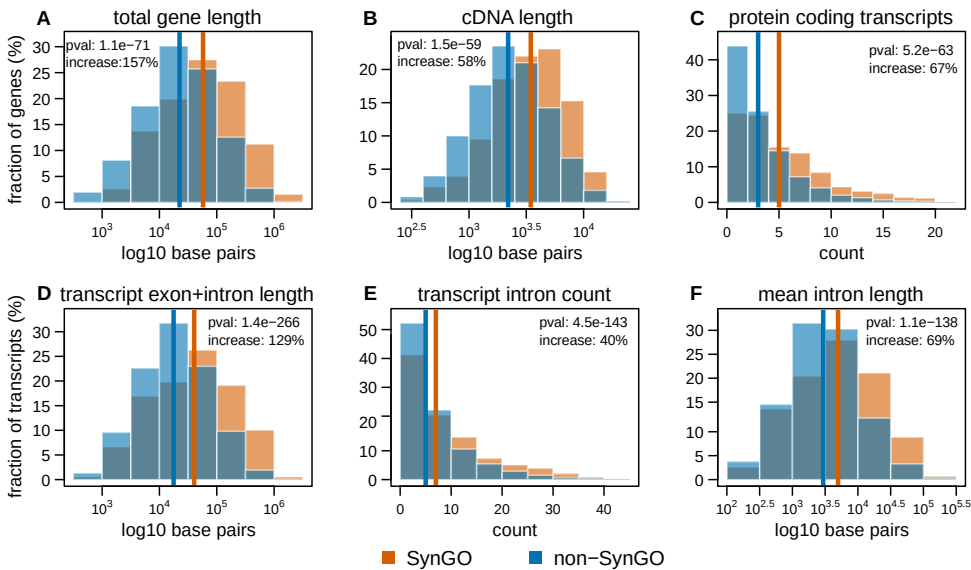 A total gene length
fraction of genes (%)
30
25
20
15
10
5
0
pval: 1.1e−71
increase:157%
10^3 10^4 10^5 10^6
log10 base pairs
B cDNA length
20
15
10
5
0
pval: 1.5e−59
increase: 58%
10^2.5 10^3 10^3.5 10^4
log10 base pairs
C protein coding transcripts
40
30
20
10
0
pval: 5.2e−63
increase: 67%
0 5 10 15 20
count
D transcript exon+intron length
fraction of transcripts (%)
30
25
20
15
10
5
0
pval: 1.4e−266
increase: 129%
10^3 10^4 10^5 10^6
log10 base pairs
E transcript intron count
50
40
30
20
10
0
pval: 4.5e-143
increase: 40%
0 10 20 30 40
count
F mean intron length
30
25
20
15
10
5
0
pval: 1.1e−138
increase: 69%
10^2 10^2.5 10^3 10^3.5 10^4 10^4.5 10^5 10^5.5
log10 base pairs
SynGO non−SynGO